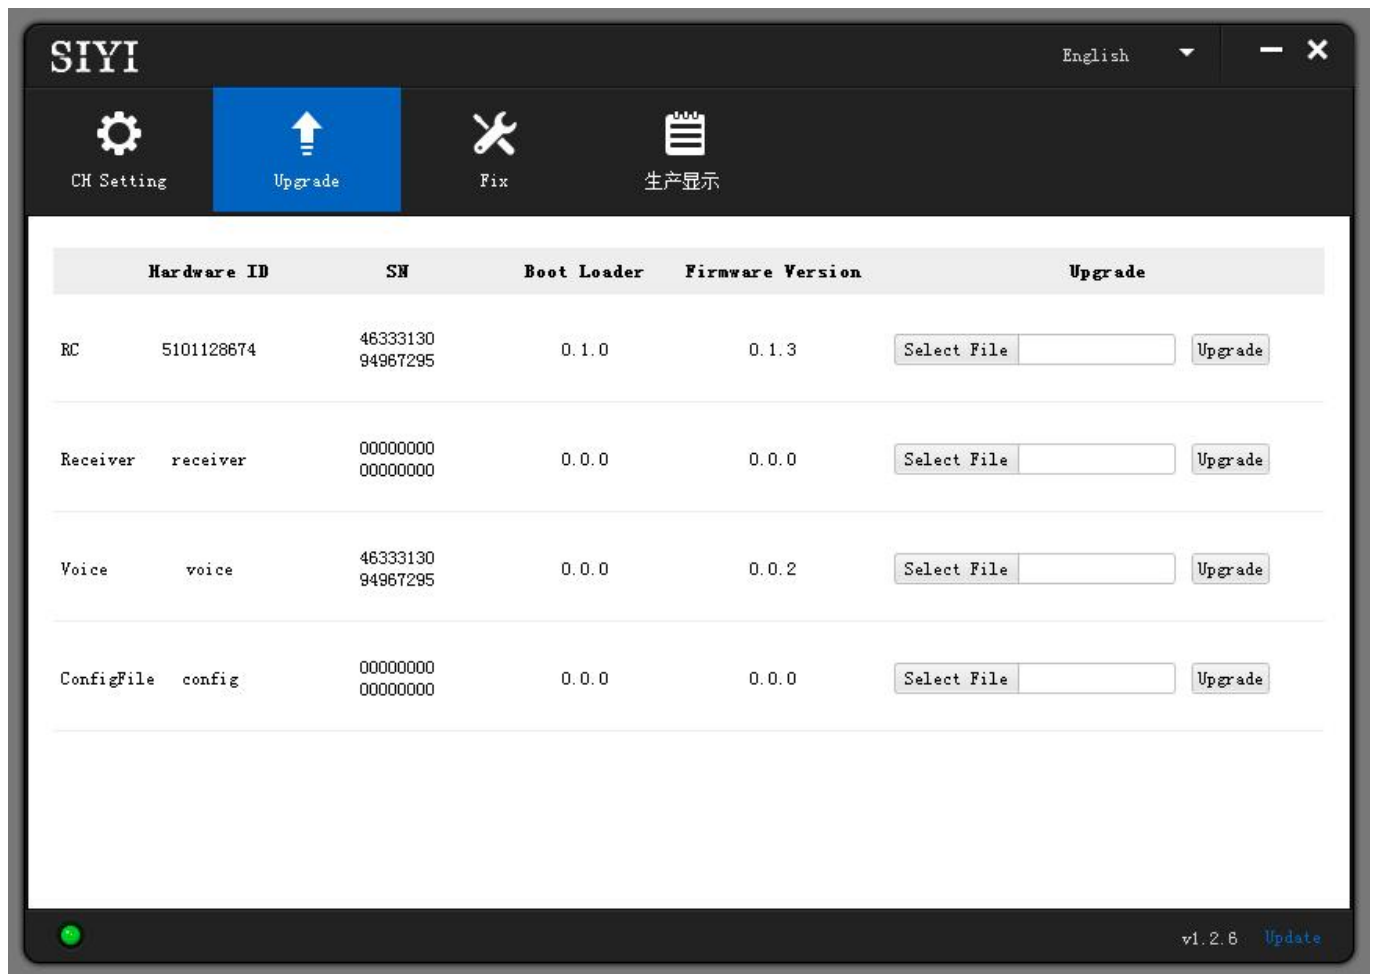 SIYI
English
CH Setting
Upgrade
Fix
生产显示
Hardware ID SN Boot Loader Firmware Version Upgrade
RC 5101128674 46333130 94967295 0.1.0 0.1.3 Select File Upgrade
Receiver receiver 00000000 00000000 0.0.0 0.0.0 Select File Upgrade
Voice voice 46333130 94967295 0.0.0 0.0.2 Select File Upgrade
ConfigFile config 00000000 00000000 0.0.0 0.0.0 Select File Upgrade
v1.2.6 Update